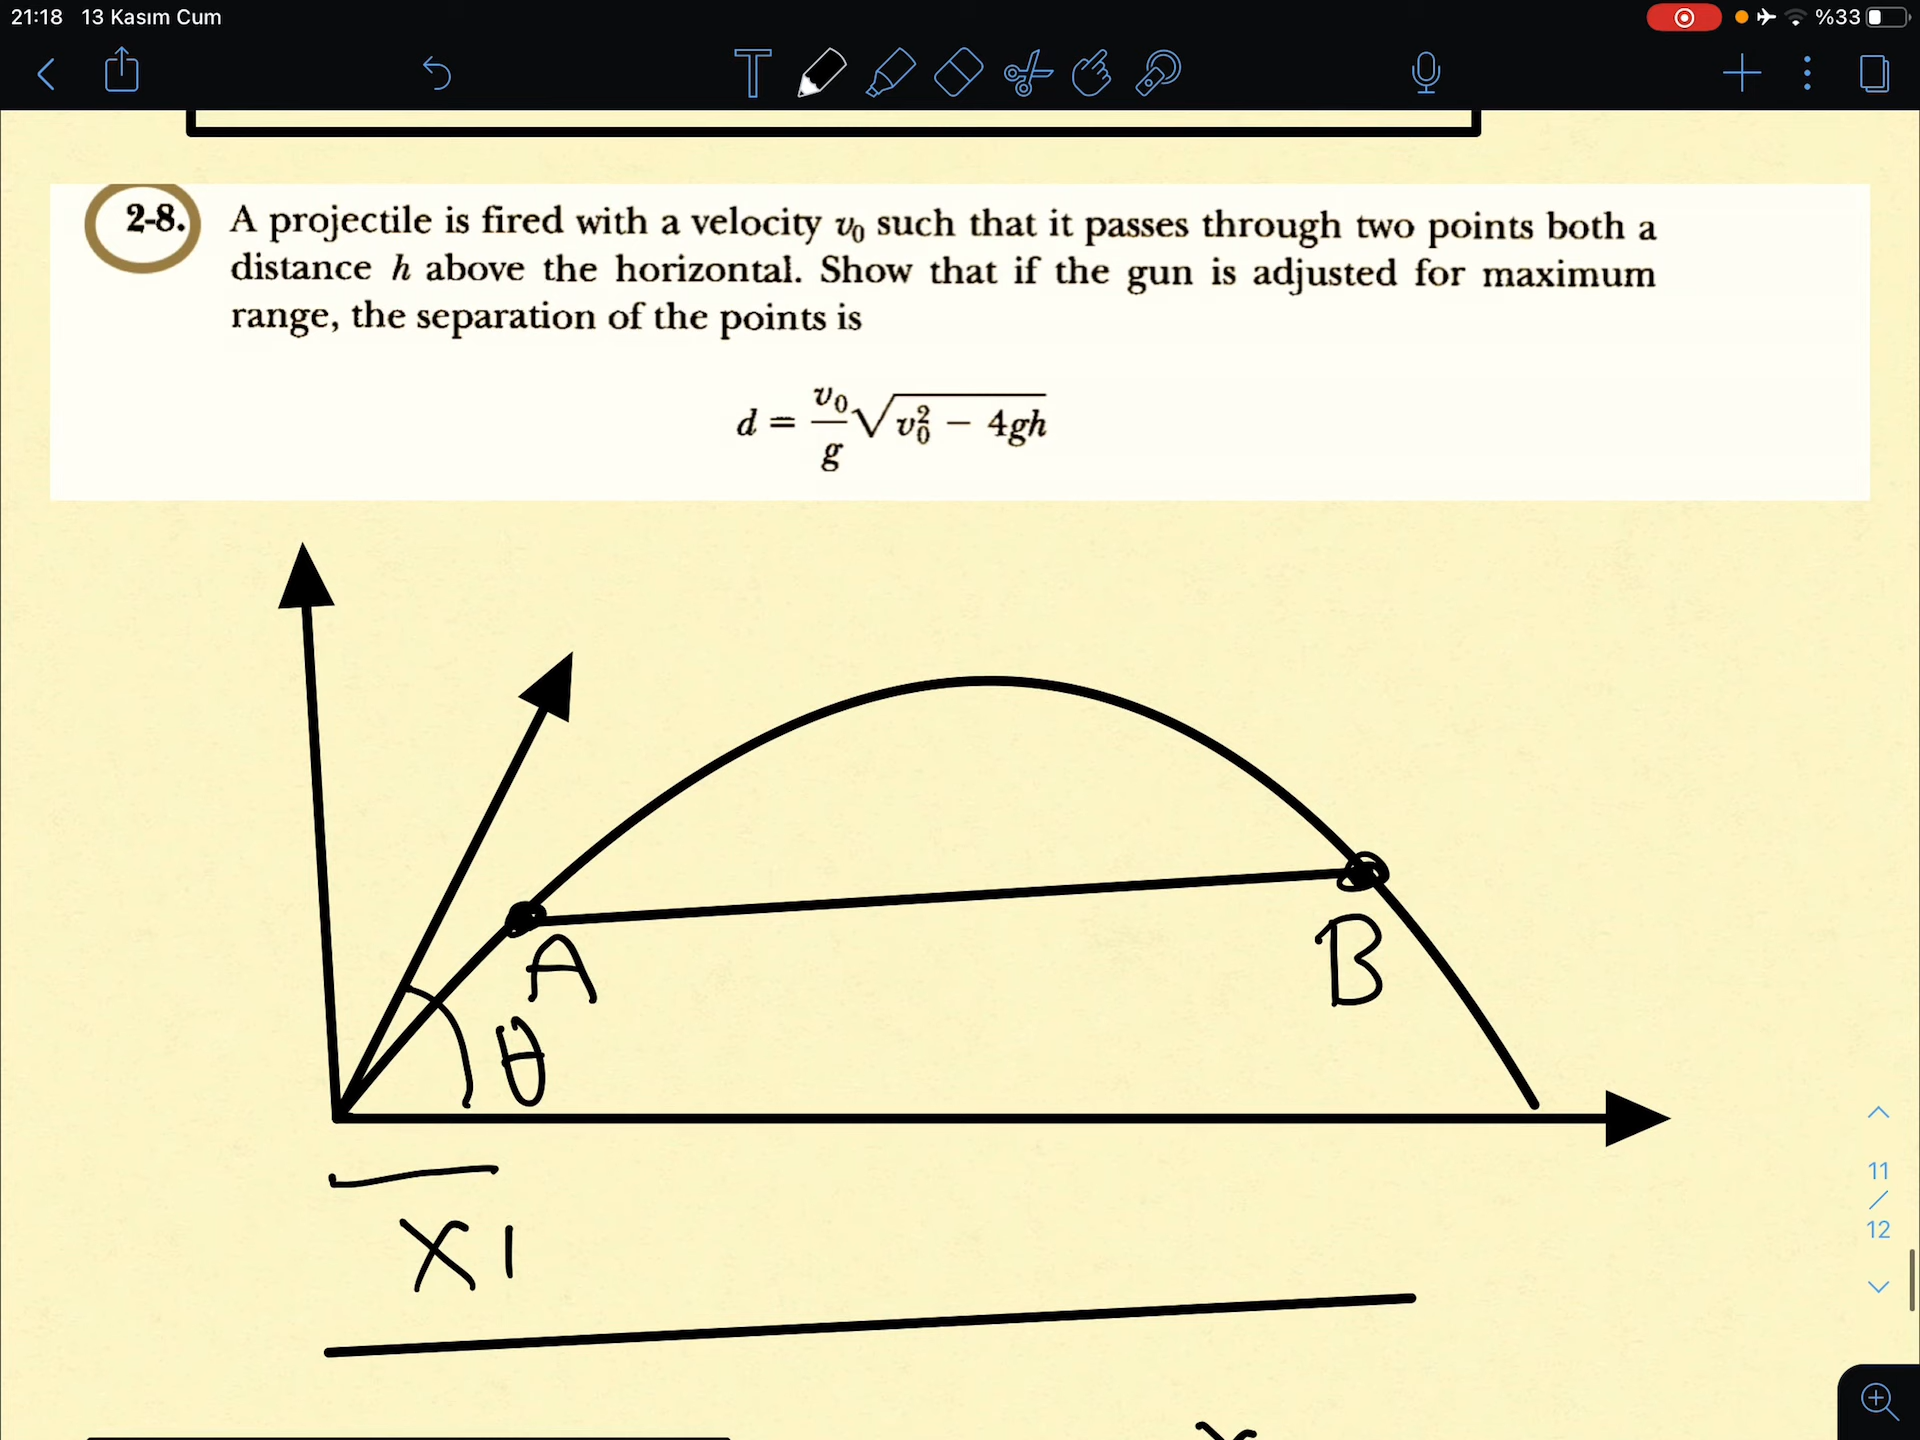 21:18 13 Kasım Cum %33
T
2-8. A projectile is fired with a velocity v₀ such that it passes through two points both a
distance h above the horizontal. Show that if the gun is adjusted for maximum
range, the separation of the points is
d = v₀/g √(v₀² − 4gh)
A
B
θ
x1
11
/
12